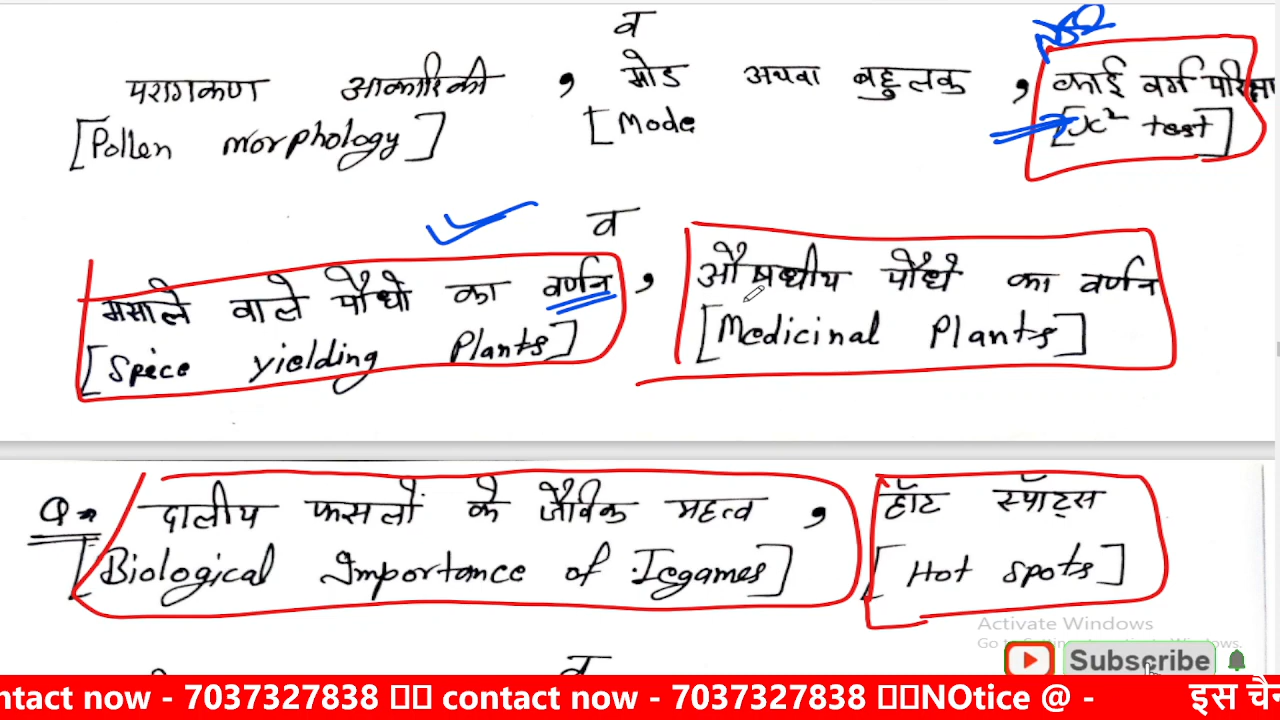 व
परागकण आकारिकी , मोड अथवा बहुलक , काई वर्ग परिक्षा
[Pollen morphology] [Mode [x² test]
व
मसाले वाले पौधो का वर्णन , औषधीय पौधे का वर्णन
[Spice yielding Plants] [Medicinal Plants]
Q. दालीय फसलों के जैविक महत्व , हॉट स्पॉट्स
[Biological Importance of Legames] [Hot spots]
Activate Windows
Subscribe
ontact now - 7037327838 contact now - 7037327838 NOtice @ - इस चैन